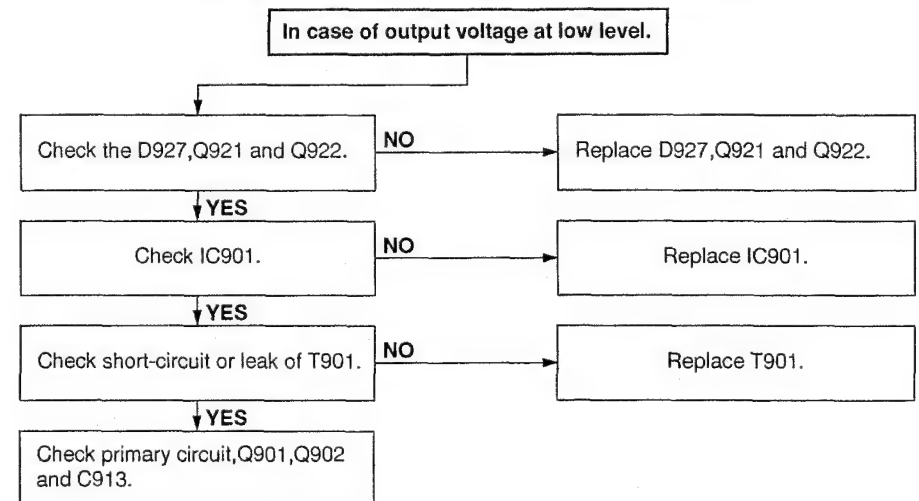 In case of output voltage at low level.
Check the D927,Q921 and Q922.
NO
Replace D927,Q921 and Q922.
YES
Check IC901.
NO
Replace IC901.
YES
Check short-circuit or leak of T901.
NO
Replace T901.
YES
Check primary circuit,Q901,Q902
and C913.